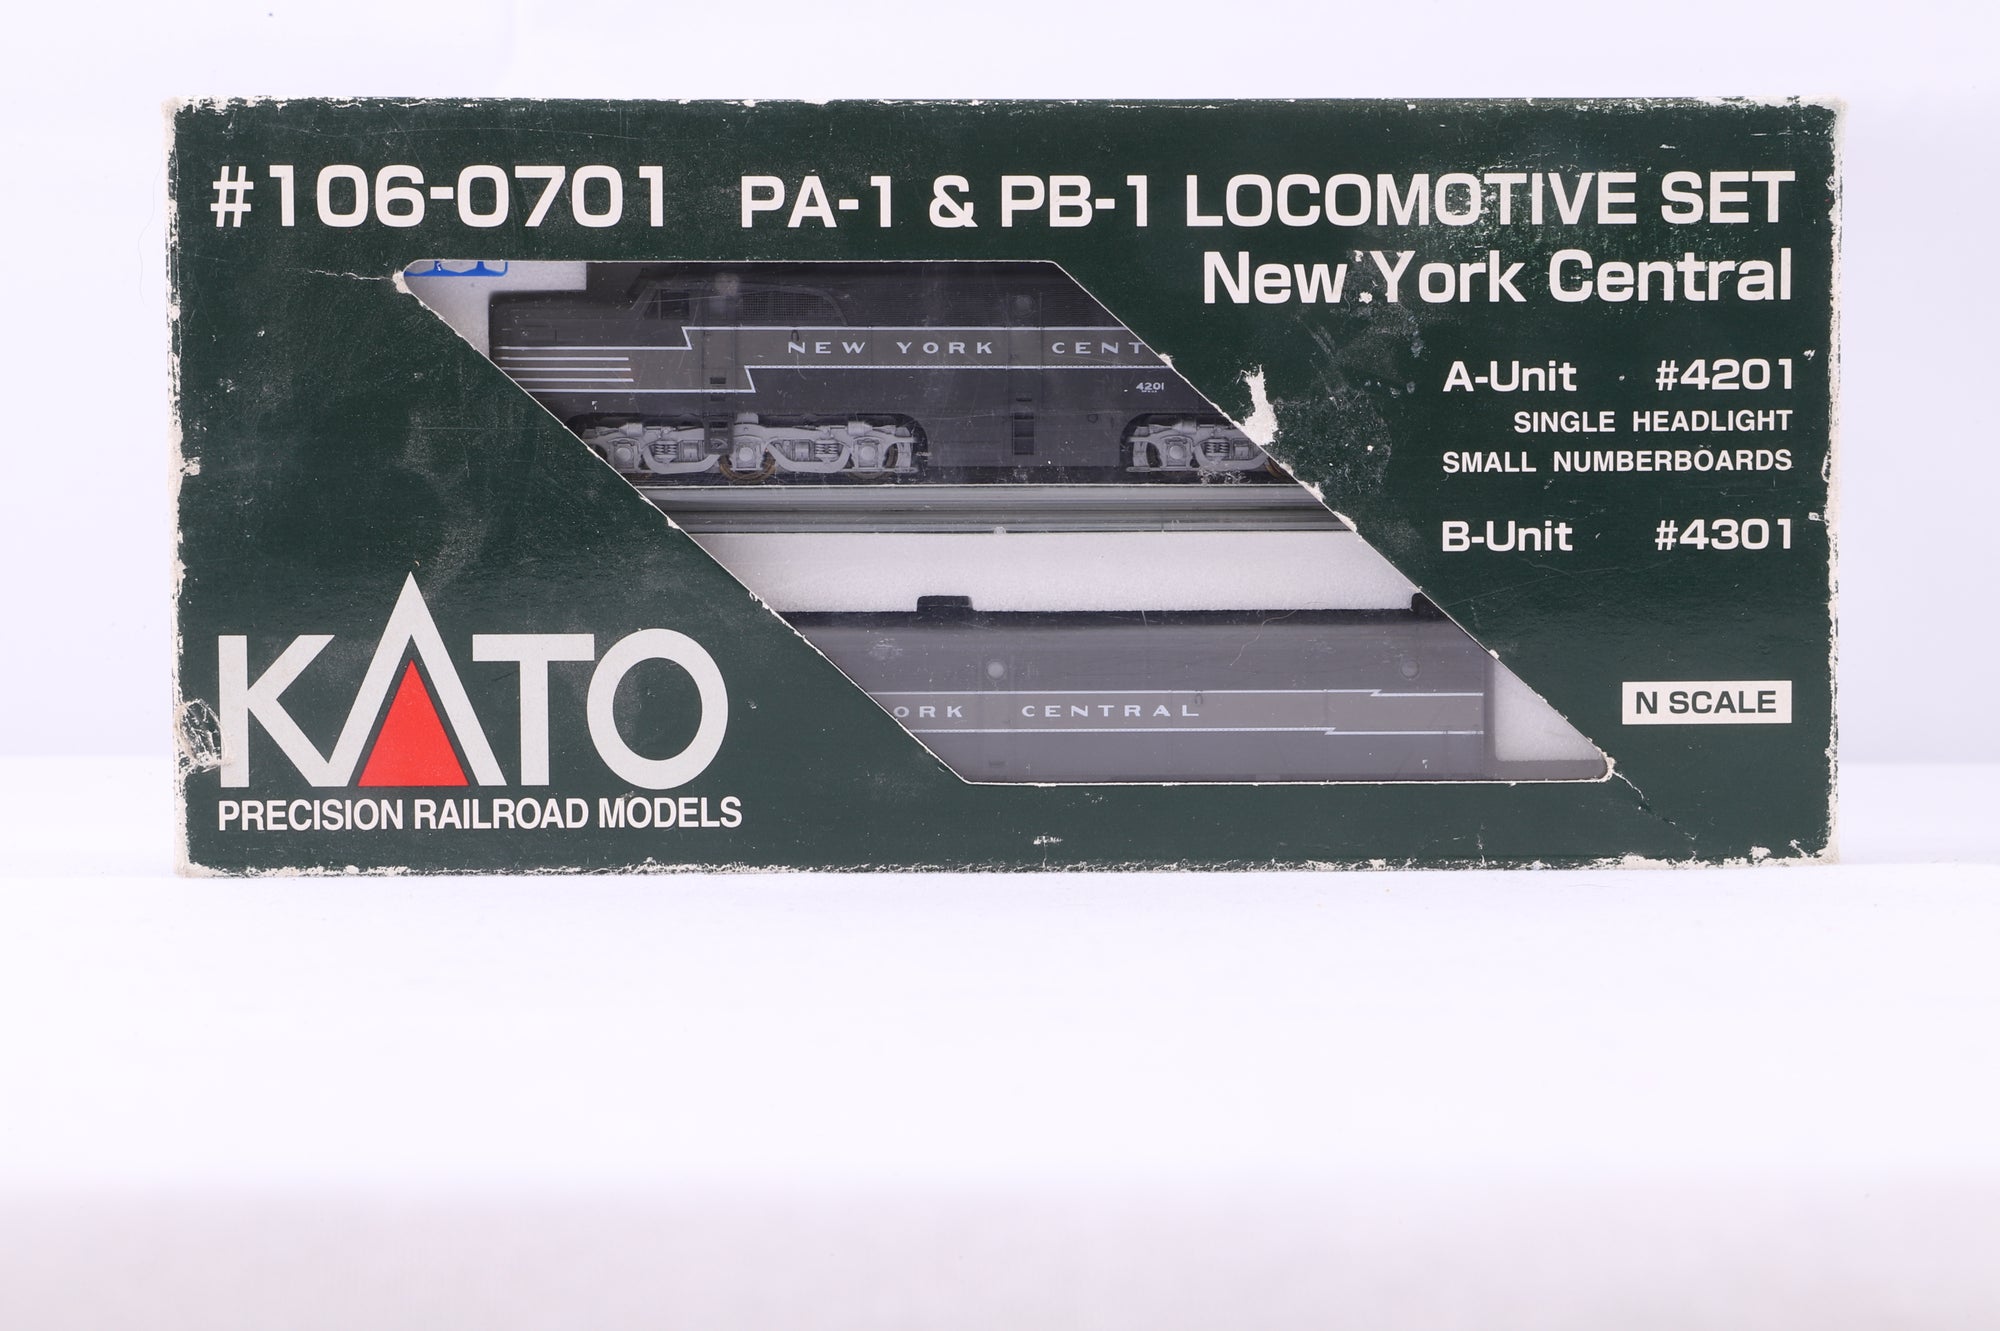 #106-0701 PA-1 & PB-1 LOCOMOTIVE SET
New York Central
NEW YORK CENT
4201
A-Unit #4201
SINGLE HEADLIGHT
SMALL NUMBERBOARDS
B-Unit #4301
ORK CENTRAL
N SCALE
KATO
PRECISION RAILROAD MODELS